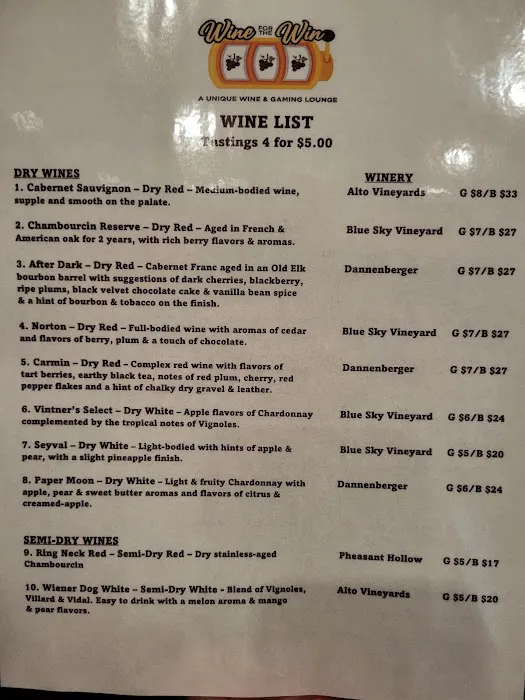 Wine FOR THE Win
A UNIQUE WINE & GAMING LOUNGE
WINE LIST
Tastings 4 for $5.00
DRY WINES
WINERY
1. Cabernet Sauvignon – Dry Red – Medium-bodied wine, Alto Vineyards G $8/B $33
supple and smooth on the palate.
2. Chambourcin Reserve – Dry Red – Aged in French & Blue Sky Vineyard G $7/B $27
American oak for 2 years, with rich berry flavors & aromas.
3. After Dark – Dry Red – Cabernet Franc aged in an Old Elk Dannenberger G $7/B $27
bourbon barrel with suggestions of dark cherries, blackberry,
ripe plums, black velvet chocolate cake & vanilla bean spice
& a hint of bourbon & tobacco on the finish.
4. Norton – Dry Red – Full-bodied wine with aromas of cedar Blue Sky Vineyard G $7/B $27
and flavors of berry, plum & a touch of chocolate.
5. Carmin – Dry Red – Complex red wine with flavors of Dannenberger G $7/B $27
tart berries, earthy black tea, notes of red plum, cherry, red
pepper flakes and a hint of chalky dry gravel & leather.
6. Vintner's Select – Dry White – Apple flavors of Chardonnay Blue Sky Vineyard G $6/B $24
complemented by the tropical notes of Vignoles.
7. Seyval – Dry White – Light-bodied with hints of apple & Blue Sky Vineyard G $5/B $20
pear, with a slight pineapple finish.
8. Paper Moon – Dry White – Light & fruity Chardonnay with Dannenberger G $6/B $24
apple, pear & sweet butter aromas and flavors of citrus &
creamed-apple.
SEMI-DRY WINES
9. Ring Neck Red – Semi-Dry Red – Dry stainless-aged Pheasant Hollow G $5/B $17
Chambourcin
10. Wiener Dog White – Semi-Dry White - Blend of Vignoles, Alto Vineyards G $5/B $20
Villard & Vidal. Easy to drink with a melon aroma & mango
& pear flavors.